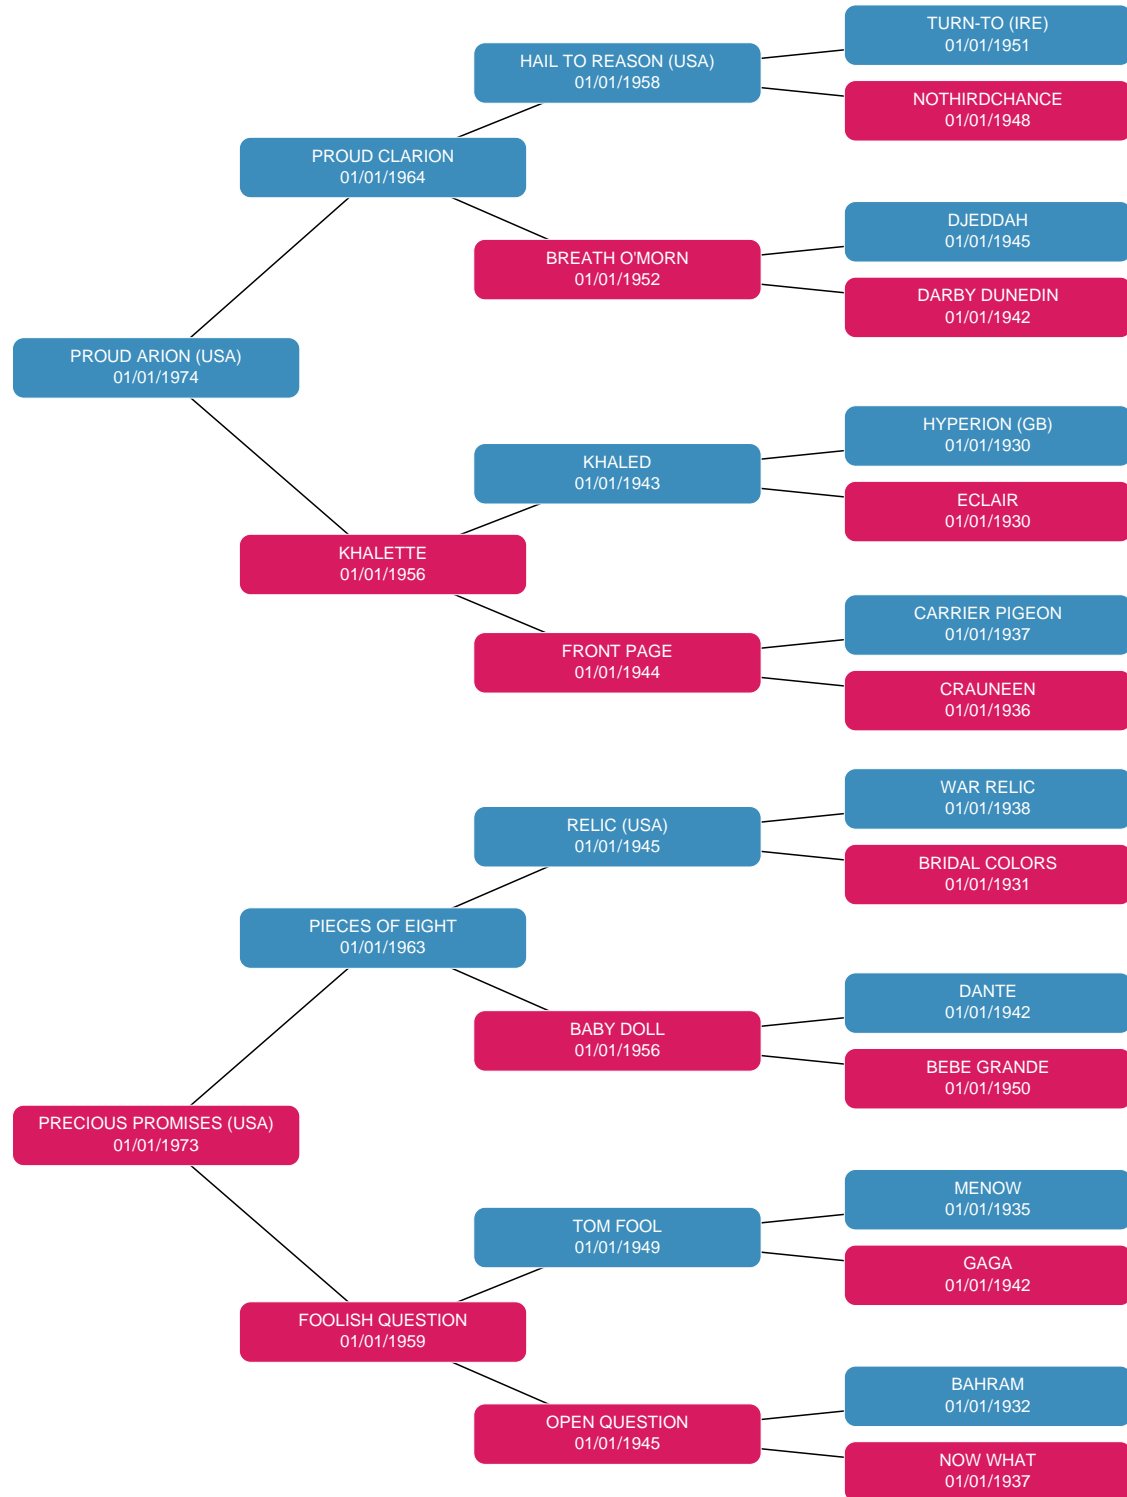 TURN-TO (IRE)
01/01/1951
HAIL TO REASON (USA)
01/01/1958
NOTHIRDCHANCE
01/01/1948
PROUD CLARION
01/01/1964
DJEDDAH
01/01/1945
BREATH O'MORN
01/01/1952
DARBY DUNEDIN
01/01/1942
PROUD ARION (USA)
01/01/1974
HYPERION (GB)
01/01/1930
KHALED
01/01/1943
ECLAIR
01/01/1930
KHALETTE
01/01/1956
CARRIER PIGEON
01/01/1937
FRONT PAGE
01/01/1944
CRAUNEEN
01/01/1936
WAR RELIC
01/01/1938
RELIC (USA)
01/01/1945
BRIDAL COLORS
01/01/1931
PIECES OF EIGHT
01/01/1963
DANTE
01/01/1942
BABY DOLL
01/01/1956
BEBE GRANDE
01/01/1950
PRECIOUS PROMISES (USA)
01/01/1973
MENOW
01/01/1935
TOM FOOL
01/01/1949
GAGA
01/01/1942
FOOLISH QUESTION
01/01/1959
BAHRAM
01/01/1932
OPEN QUESTION
01/01/1945
NOW WHAT
01/01/1937